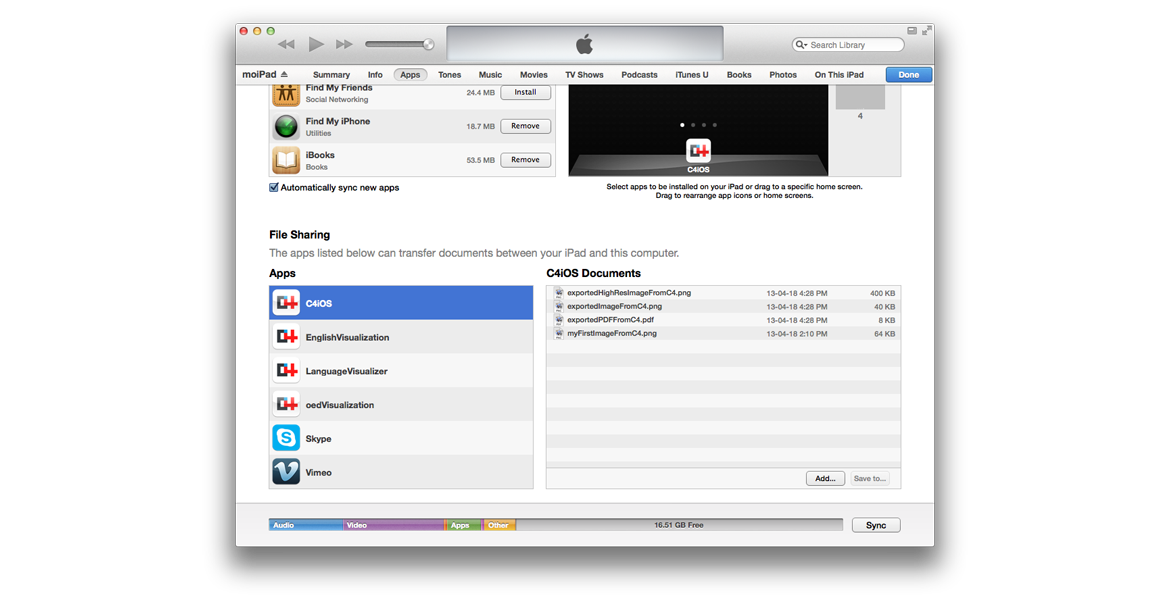 Search Library
moiPad Summary Info Apps Tones Music Movies TV Shows Podcasts iTunes U Books Photos On This iPad Done
Find My Friends
Social Networking
24.4 MB Install
Find My iPhone
Utilities
18.7 MB Remove
iBooks
Books
53.5 MB Remove
C4iOS
4
Automatically sync new apps
Select apps to be installed on your iPad or drag to a specific home screen.
Drag to rearrange app icons or home screens.
File Sharing
The apps listed below can transfer documents between your iPad and this computer.
Apps
C4iOS
EnglishVisualization
LanguageVisualizer
oedVisualization
Skype
Vimeo
C4iOS Documents
exportedHighResImageFromC4.png 13-04-18 4:28 PM 400 KB
exportedImageFromC4.png 13-04-18 4:28 PM 40 KB
exportedPDFFromC4.pdf 13-04-18 4:28 PM 8 KB
myFirstImageFromC4.png 13-04-18 2:10 PM 64 KB
Add... Save to...
Audio Video Apps Other 16.51 GB Free Sync